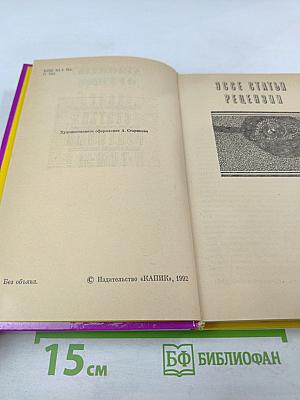 Художественное оформление А. Старикова
Без объявл.
© Издательство «КАПИК», 1992
ЭССЕ СТАТЬИ
РЕЦЕНЗИИ
15 см
БФ БИБЛИОФАН